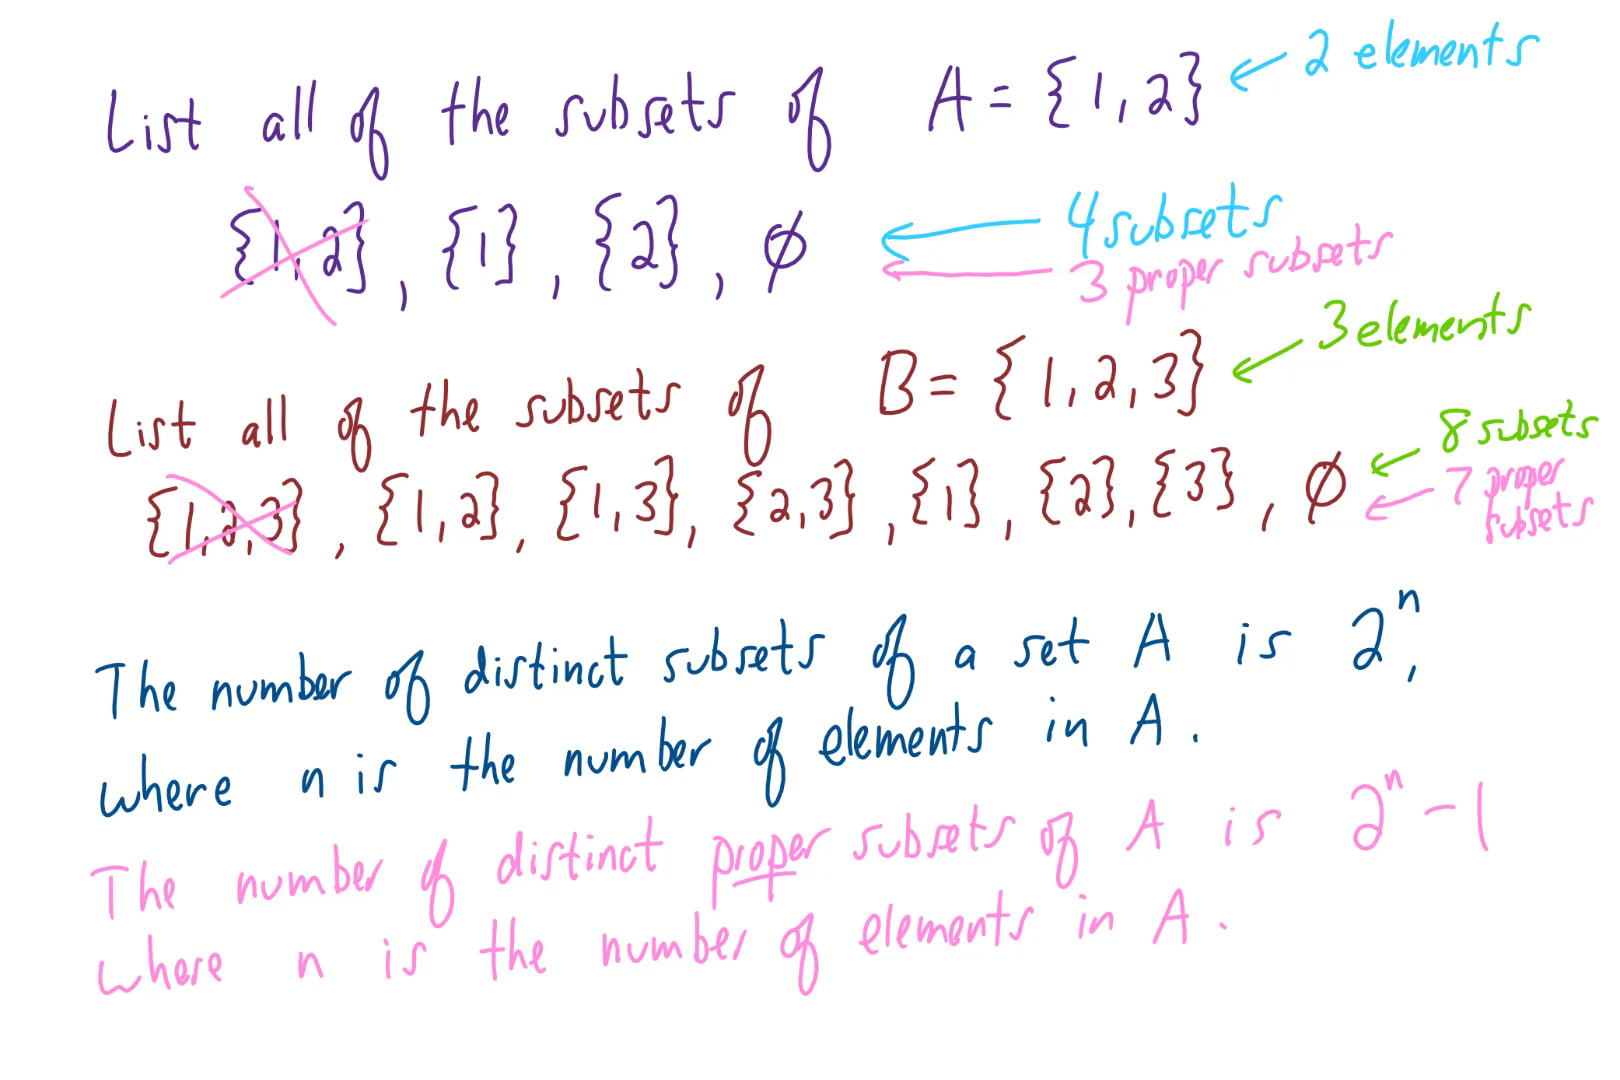 List all of the subsets of A = {1, 2} ← 2 elements
{1, 2}, {1}, {2}, ∅ ← 4 subsets
← 3 proper subsets
List all of the subsets of B = {1, 2, 3} ← 3 elements
{1, 2, 3}, {1, 2}, {1, 3}, {2, 3}, {1}, {2}, {3}, ∅ ← 8 subsets
← 7 proper
subsets
The number of distinct subsets of a set A is 2ⁿ,
where n is the number of elements in A.
The number of distinct proper subsets of A is 2ⁿ - 1
where n is the number of elements in A.